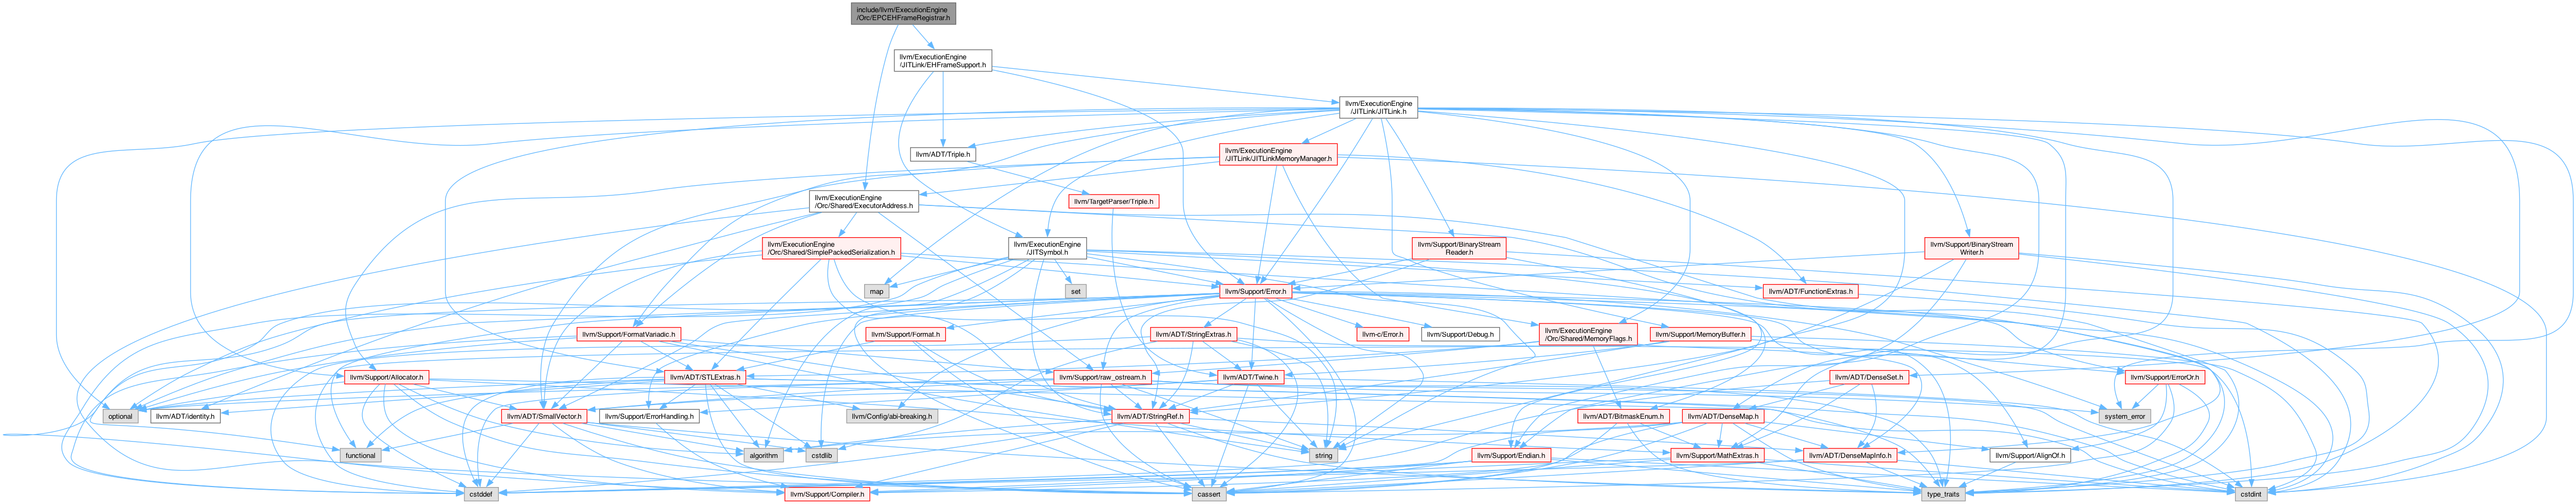 include/llvm/ExecutionEngine
/Orc/EPCEHFrameRegistrar.h
llvm/ExecutionEngine
/JITLink/EHFrameSupport.h
llvm/ExecutionEngine
/JITLink/JITLink.h
llvm/ADT/Triple.h
llvm/ExecutionEngine
/JITLink/JITLinkMemoryManager.h
llvm/ExecutionEngine
/Orc/Shared/ExecutorAddress.h
llvm/TargetParser/Triple.h
llvm/ExecutionEngine
/Orc/Shared/SimplePackedSerialization.h
llvm/ExecutionEngine
/JITSymbol.h
llvm/Support/BinaryStream
Reader.h
llvm/Support/BinaryStream
Writer.h
map
set
llvm/Support/Error.h
llvm/ADT/FunctionExtras.h
llvm/Support/FormatVariadic.h
llvm/Support/Format.h
llvm/ADT/StringExtras.h
llvm-c/Error.h
llvm/Support/Debug.h
llvm/ExecutionEngine
/Orc/Shared/MemoryFlags.h
llvm/Support/MemoryBuffer.h
llvm/Support/Allocator.h
llvm/ADT/STLExtras.h
llvm/Support/raw_ostream.h
llvm/ADT/Twine.h
llvm/ADT/DenseSet.h
llvm/Support/ErrorOr.h
optional
llvm/ADT/identity.h
llvm/ADT/SmallVector.h
llvm/Support/ErrorHandling.h
llvm/Config/abi-breaking.h
llvm/ADT/StringRef.h
llvm/ADT/BitmaskEnum.h
llvm/ADT/DenseMap.h
system_error
functional
algorithm
cstdlib
string
llvm/Support/Endian.h
llvm/Support/MathExtras.h
llvm/ADT/DenseMapInfo.h
llvm/Support/AlignOf.h
cstddef
llvm/Support/Compiler.h
cassert
type_traits
cstdint